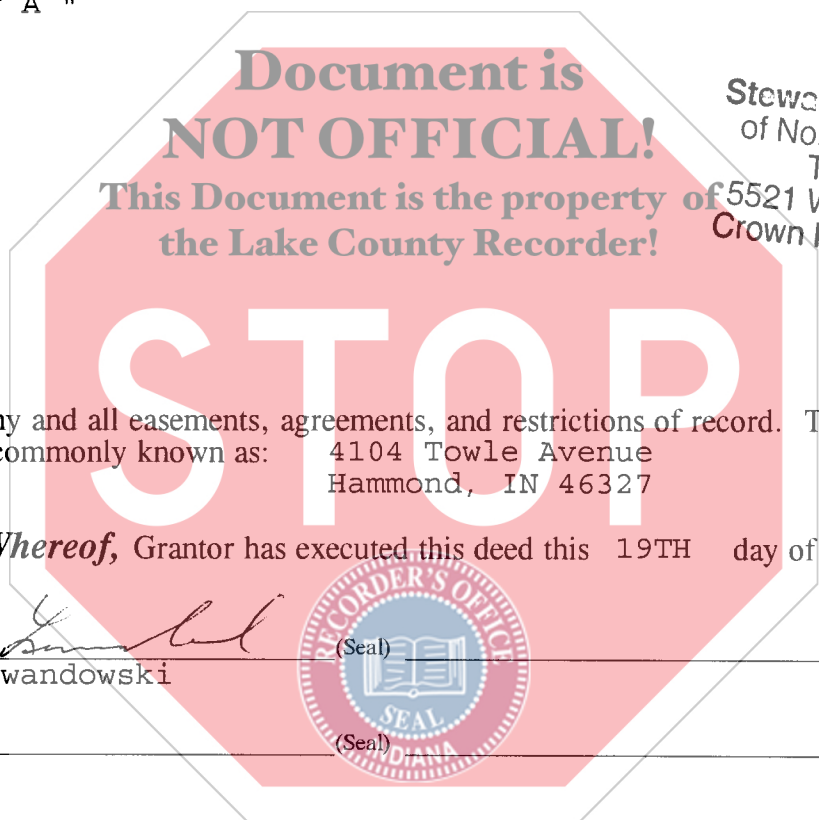 A "
Document is
NOT OFFICIAL!
This Document is the property of
the Lake County Recorder!
of No
5521 W
Crown
STOP
and all easements, agreements, and restrictions of record. T
commonly known as: 4104 Towle Avenue
Hammond, IN 46327
Whereof, Grantor has executed this deed this 19TH day of
(Seal)
wandowski
(Seal)
RECORDER'S OFFICE
SEAL
INDIANA